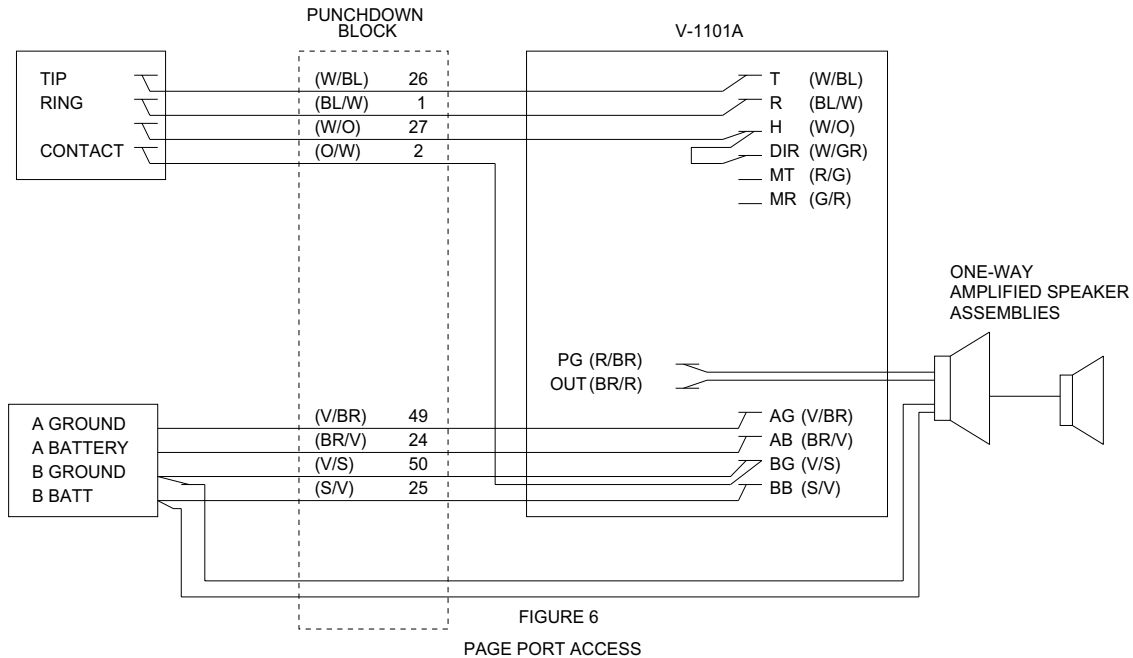 PUNCHDOWN
BLOCK
V-1101A
TIP (W/BL) 26 T (W/BL)
RING (BL/W) 1 R (BL/W)
(W/O) 27 H (W/O)
CONTACT (O/W) 2 DIR (W/GR)
MT (R/G)
MR (G/R)
ONE-WAY
AMPLIFIED SPEAKER
ASSEMBLIES
PG (R/BR)
OUT (BR/R)
A GROUND (V/BR) 49 AG (V/BR)
A BATTERY (BR/V) 24 AB (BR/V)
B GROUND (V/S) 50 BG (V/S)
B BATT (S/V) 25 BB (S/V)
FIGURE 6
PAGE PORT ACCESS